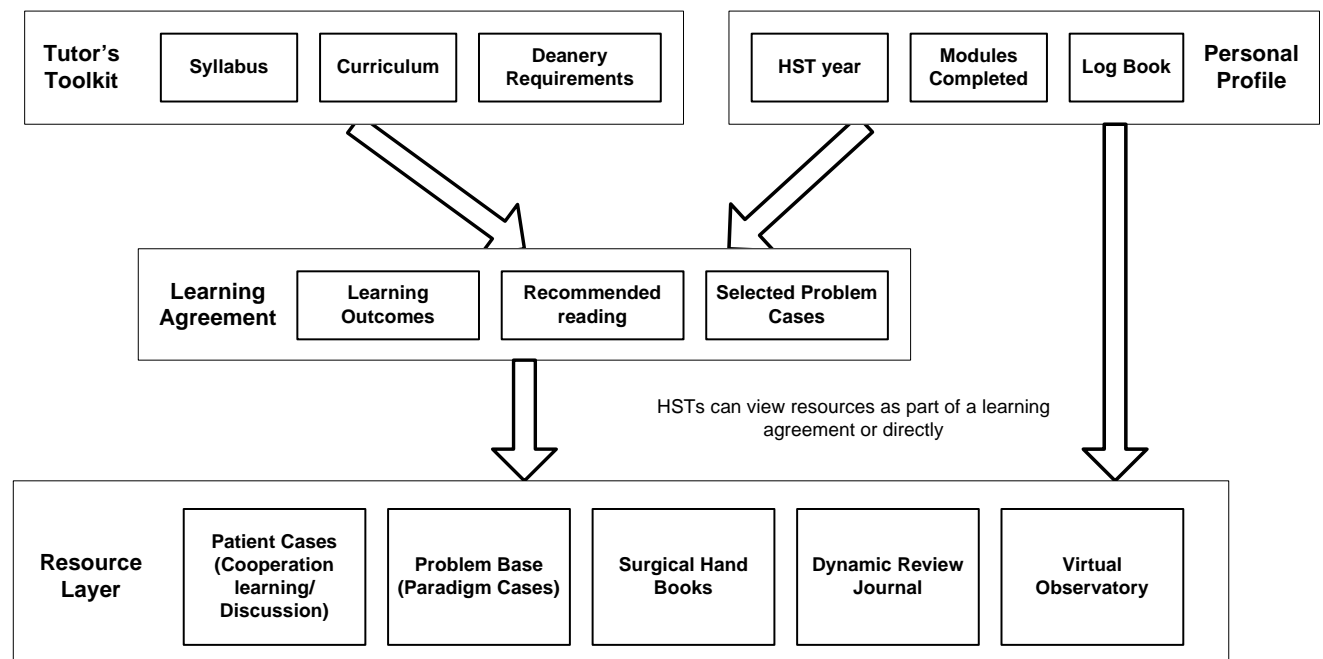 Tutor's
Toolkit
Syllabus
Curriculum
Deanery
Requirements
HST year
Modules
Completed
Log Book
Personal
Profile
Learning
Agreement
Learning
Outcomes
Recommended
reading
Selected Problem
Cases
HSTs can view resources as part of a learning
agreement or directly
Resource
Layer
Patient Cases
(Cooperation
learning/
Discussion)
Problem Base
(Paradigm Cases)
Surgical Hand
Books
Dynamic Review
Journal
Virtual
Observatory